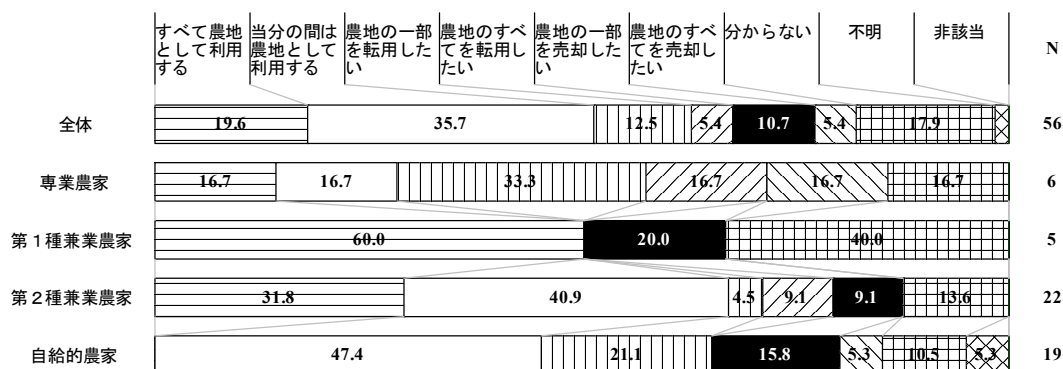 すべて農地として利用する
当分の間は農地として利用する
農地の一部を転用したい
農地のすべてを転用したい
農地の一部を売却したい
農地のすべてを売却したい
分からない
不明
非該当
N
全体 19.6 35.7 12.5 5.4 10.7 5.4 17.9 56
専業農家 16.7 16.7 33.3 16.7 16.7 16.7 6
第1種兼業農家 60.0 20.0 40.0 5
第2種兼業農家 31.8 40.9 4.5 9.1 9.1 13.6 22
自給的農家 47.4 21.1 15.8 5.3 10.5 5.3 19